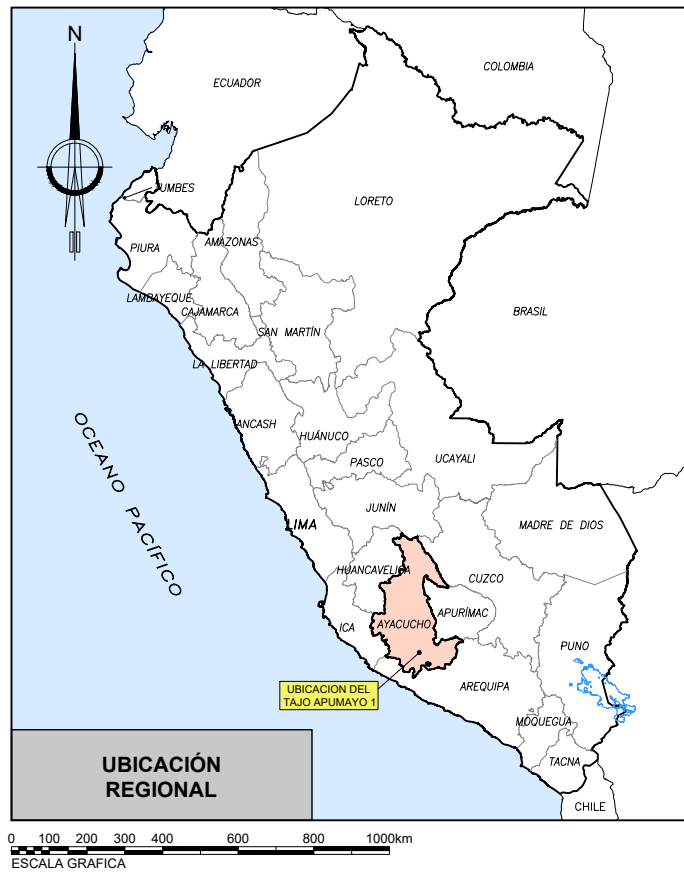 N
COLOMBIA
ECUADOR
TUMBES
LORETO
PIURA
AMAZONAS
LAMBAYEQUE
CAJAMARCA
BRASIL
SAN MARTÍN
LA LIBERTAD
ANCASH
HUÁNUCO
UCAYALI
PASCO
OCEANO PACÍFICO
JUNÍN
LIMA
MADRE DE DIOS
HUANCAVELICA
CUZCO
APURÍMAC
ICA
AYACUCHO
PUNO
UBICACION DEL
TAJO APUMAYO 1
AREQUIPA
MOQUEGUA
TACNA
CHILE
UBICACIÓN
REGIONAL
0 100 200 300 400 600 800 1000km
ESCALA GRAFICA